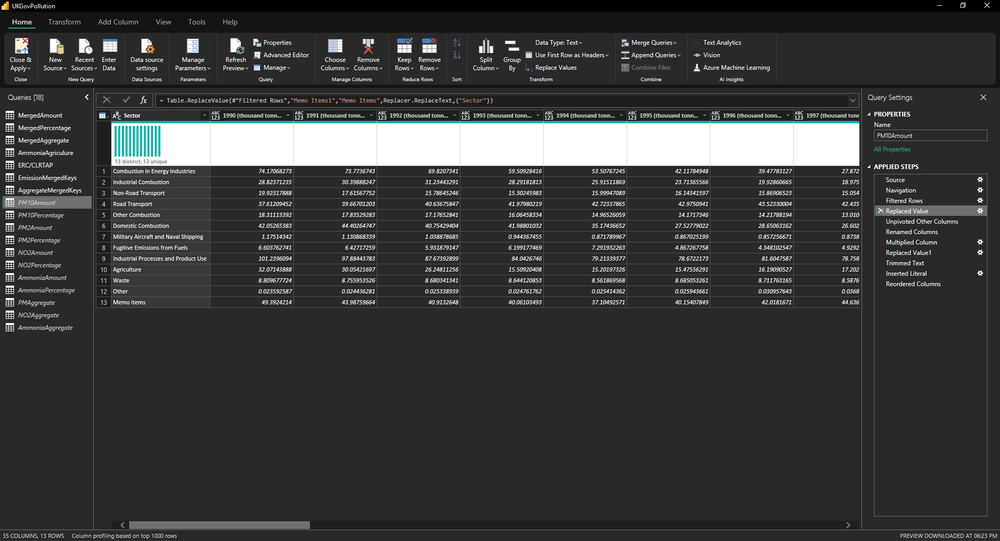 UKGovPollution
Home Transform Add Column View Tools Help
Close & Apply
Close
New Source
Recent Sources
Enter Data
New Query
Data source settings
Data Sources
Manage Parameters
Parameters
Refresh Preview
Properties
Advanced Editor
Manage
Query
Choose Columns
Remove Columns
Manage Columns
Keep Rows
Remove Rows
Reduce Rows
Sort
Split Column
Group By
Data Type: Text
Use First Row as Headers
Replace Values
Transform
Merge Queries
Append Queries
Combine Files
Combine
Text Analytics
Vision
Azure Machine Learning
AI Insights
Queries [18]
MergedAmount
MergedPercentage
MergedAggregate
AmmoniaAgriculure
ERC/CLRTAP
EmissionMergedKeys
AggregateMergedKeys
PM10Amount
PM10Percentage
PM2Amount
PM2Percentage
NO2Amount
NO2Percentage
AmmoniaAmount
AmmoniaPercentage
PMAggregate
NO2Aggregate
AmmoniaAggregate
fx = Table.ReplaceValue(#"Filtered Rows","Memo Items1","Memo Items",Replacer.ReplaceText,{"Sector"})
ABC Sector ABC 123 1990 (thousand tonn... ABC 123 1991 (thousand tonn... ABC 123 1992 (thousand tonn... ABC 123 1993 (thousand tonn... ABC 123 1994 (thousand tonn... ABC 123 1995 (thousand tonn... ABC 123 1996 (thousand tonn... ABC 123 1997 (thousand tonn
13 distinct, 13 unique
1 Combustion in Energy Industries 74.17068273 73.7736743 69.8207341 59.50928416 53.50767245 42.11784948 39.47783127 27.872
2 Industrial Combustion 28.82371235 30.39888247 31.23443291 28.29181813 25.91511869 23.71365566 19.92860665 18.975
3 Non-Road Transport 19.92317888 17.61567752 15.78645246 15.30245983 15.99947089 16.14341597 15.86906523 15.054
4 Road Transport 37.61209452 39.66701203 40.63675847 41.97980219 42.72337865 42.9750941 43.52330004 42.435
5 Other Combustion 18.31113392 17.83529283 17.17652841 16.06458334 14.96526059 14.1717346 14.21788194 13.010
6 Domestic Combustion 42.05265383 44.40264747 40.75429404 41.98801032 35.17436652 27.52779022 28.65063162 26.602
7 Military Aircraft and Naval Shipping 1.17514342 1.130868339 1.038878685 0.944367455 0.871789967 0.867025199 0.857256671 0.8738
8 Fugitive Emissions from Fuels 6.603762741 6.42717259 5.931879147 6.199177469 7.291932263 4.867267758 4.348102547 4.9292
9 Industrial Processes and Product Use 101.2396094 97.88443783 87.67392899 84.0426746 79.21339377 78.6722173 81.6047587 78.758
10 Agriculture 32.07143888 30.05421697 26.24811256 15.50920408 15.20197326 15.47556291 16.19090527 17.202
11 Waste 8.809677724 8.755953526 8.680341341 8.644120853 8.561869568 8.685053261 8.711763165 8.5876
12 Other 0.023592587 0.024436281 0.025338939 0.024761762 0.025414362 0.025943661 0.030957643 0.0368
13 Memo Items 49.3924214 43.98759664 40.9132648 40.06103493 37.10492571 40.15407849 42.0181671 44.636
Query Settings
PROPERTIES
Name
PM10Amount
All Properties
APPLIED STEPS
Source
Navigation
Filtered Rows
Replaced Value
Unpivoted Other Columns
Renamed Columns
Multiplied Column
Replaced Value1
Trimmed Text
Inserted Literal
Reordered Columns
35 COLUMNS, 13 ROWS Column profiling based on top 1000 rows
PREVIEW DOWNLOADED AT 06:23 PM